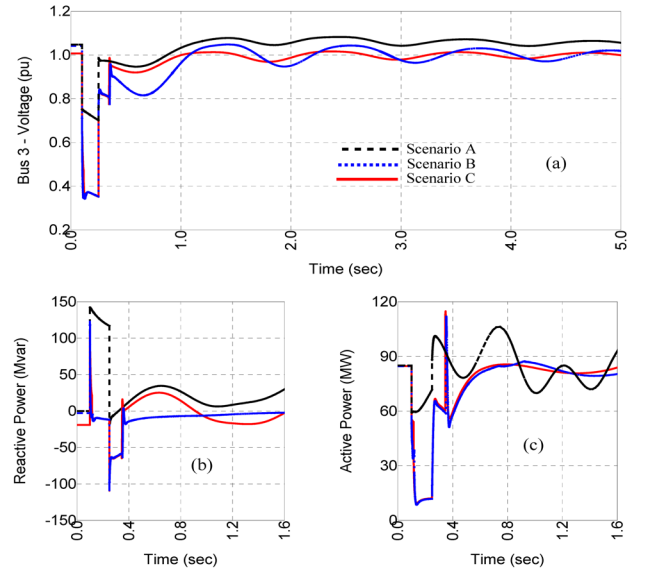 1.2
1.0
0.8
0.6
0.4
0.2
Bus 3 - Voltage (pu)
Scenario A
Scenario B
Scenario C
(a)
0.0
1.0
2.0
3.0
4.0
5.0
Time (sec)
150
100
50
0
-50
-100
-150
Reactive Power (Mvar)
(b)
0.0
0.4
0.8
1.2
1.6
Time (sec)
120
90
60
30
0
Active Power (MW)
(c)
0.0
0.4
0.8
1.2
1.6
Time (sec)